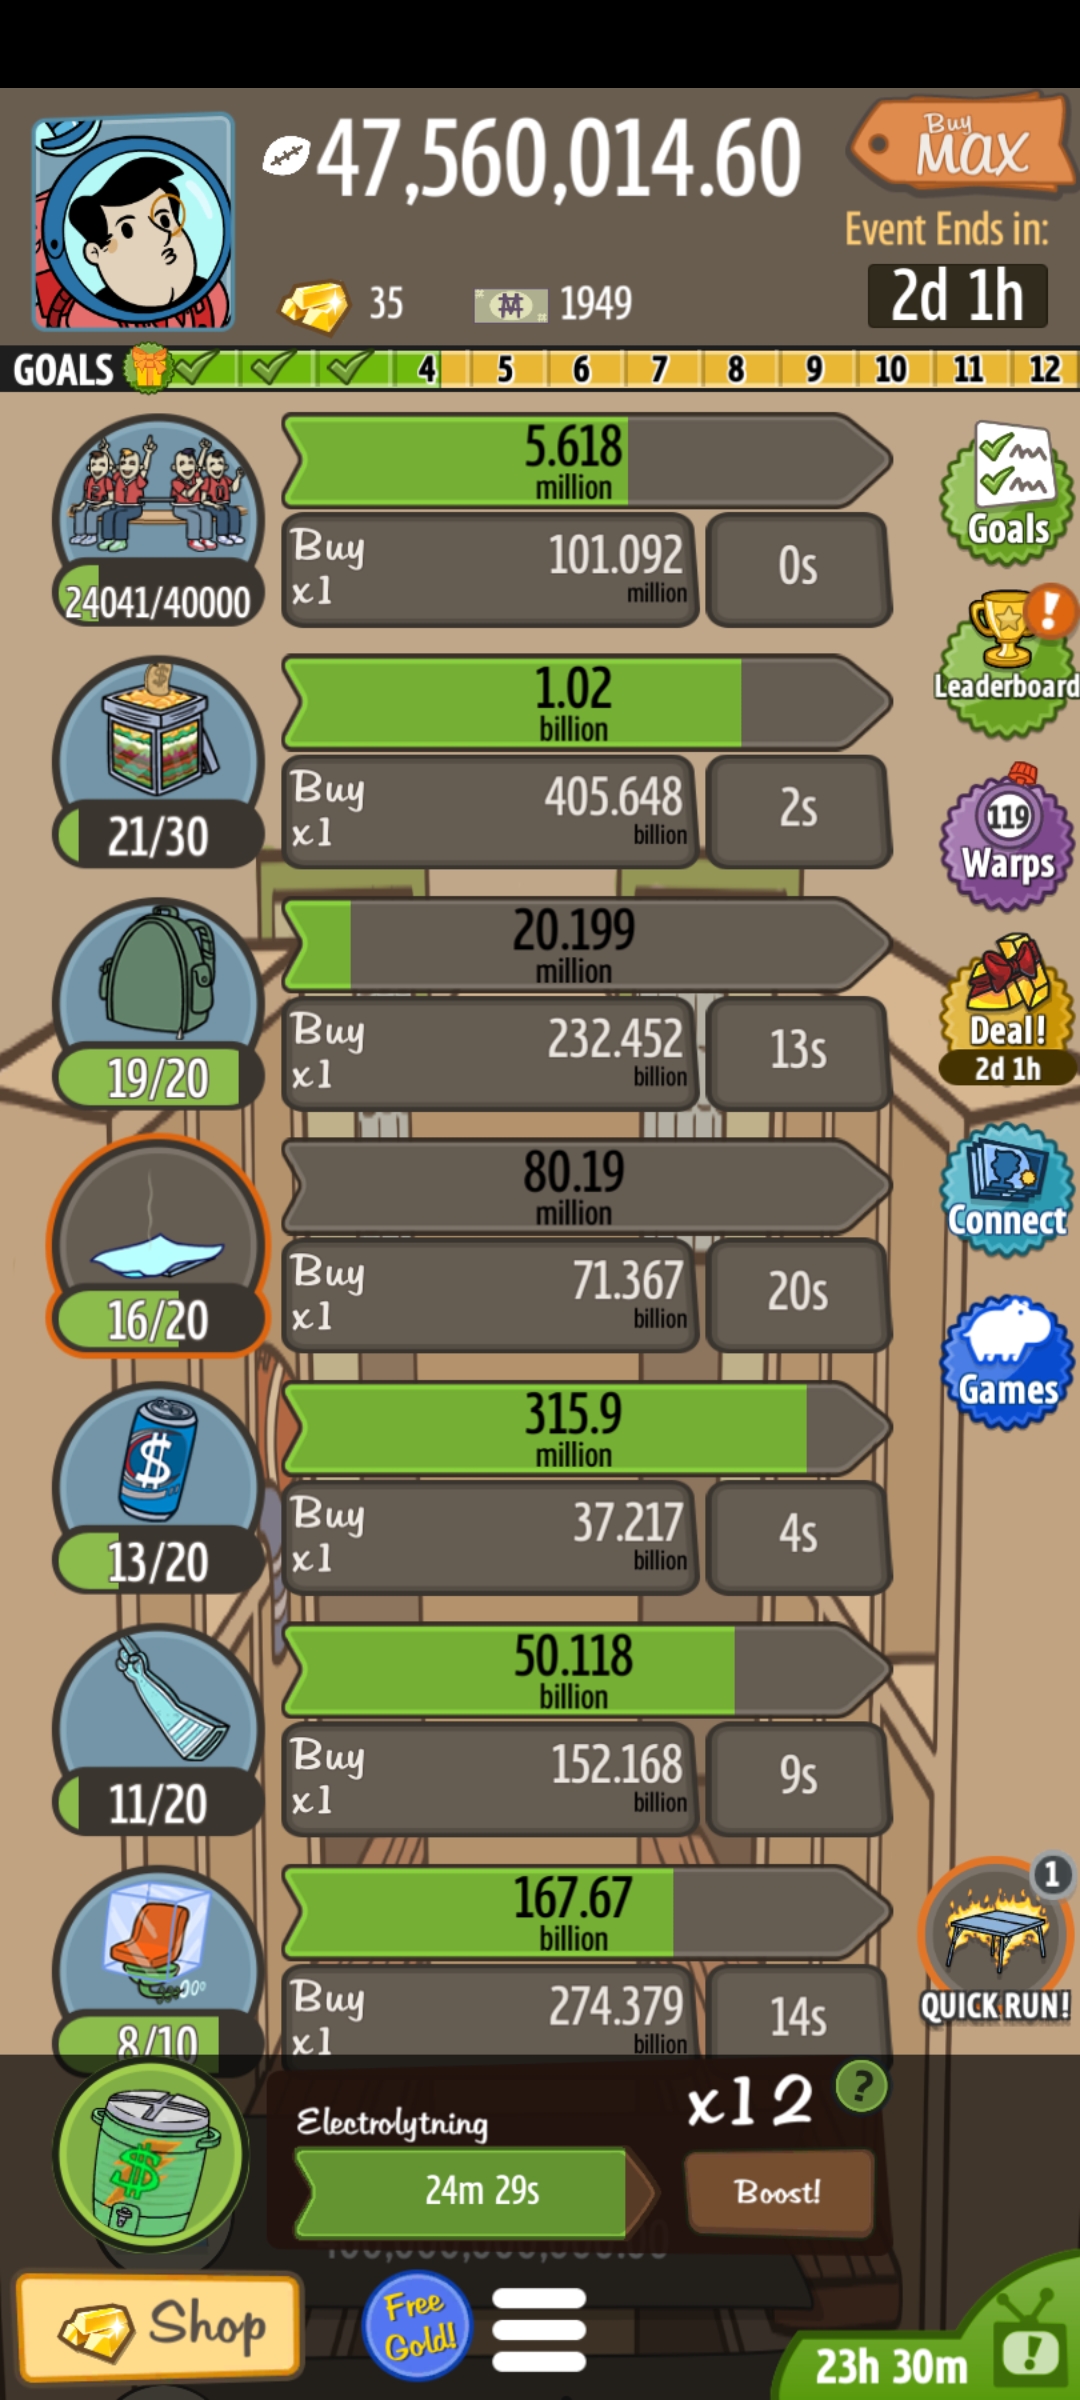 47,560,014.60
Buy
MAX
Event Ends in:
35
1949
2d 1h
GOALS
4 5 6 7 8 9 10 11 12
5.618
million
24041/40000
Buy
x1
101.092
million
0s
Goals
Leaderboard
1.02
billion
21/30
Buy
x1
405.648
billion
2s
119
Warps
20.199
million
19/20
Buy
x1
232.452
billion
13s
Deal!
2d 1h
80.19
million
16/20
Buy
x1
71.367
billion
20s
Connect
Games
315.9
million
13/20
Buy
x1
37.217
billion
4s
50.118
billion
11/20
Buy
x1
152.168
billion
9s
167.67
billion
8/10
Buy
x1
274.379
billion
14s
1
QUICK RUN!
Electrolytning
x12
?
24m 29s
Boost!
Shop
Free
Gold!
23h 30m